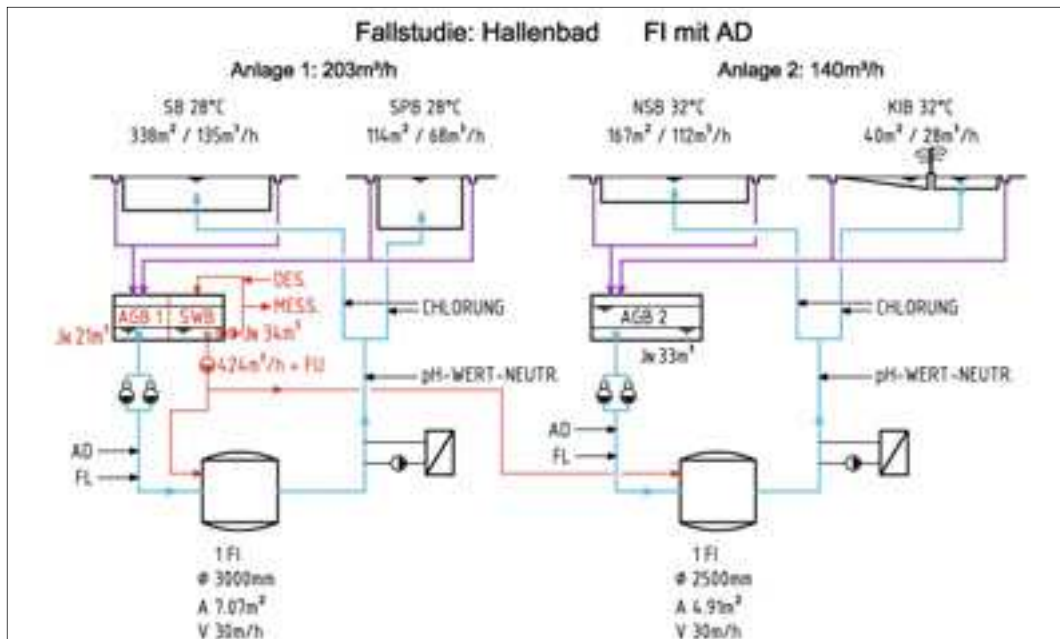 Fallstudie: Hallenbad FI mit AD
Anlage 1: 203m³/h
Anlage 2: 140m³/h
SB 28°C
338m² / 135m³/h
SPB 28°C
114m² / 68m³/h
NSB 32°C
167m² / 112m³/h
KIB 32°C
40m² / 28m³/h
DES.
MESS.
AGB 1
SWB
Jw 21m³
Jw 34m³
424m³/h + FU
CHLORUNG
pH-WERT-NEUTR.
AD
FL
AGB 2
Jw 33m³
CHLORUNG
pH-WERT-NEUTR.
AD
FL
1 FI
Φ 3000mm
A 7.07m²
V 30m/h
1 FI
Φ 2500mm
A 4.91m²
V 30m/h